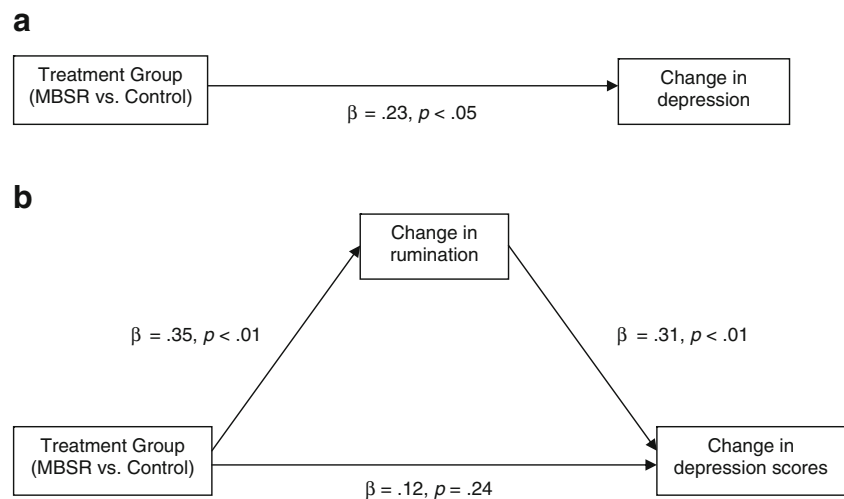 a
Treatment Group
(MBSR vs. Control)
Change in
depression
β = .23, p < .05
b
Change in
rumination
β = .35, p < .01
β = .31, p < .01
Treatment Group
(MBSR vs. Control)
Change in
depression scores
β = .12, p = .24